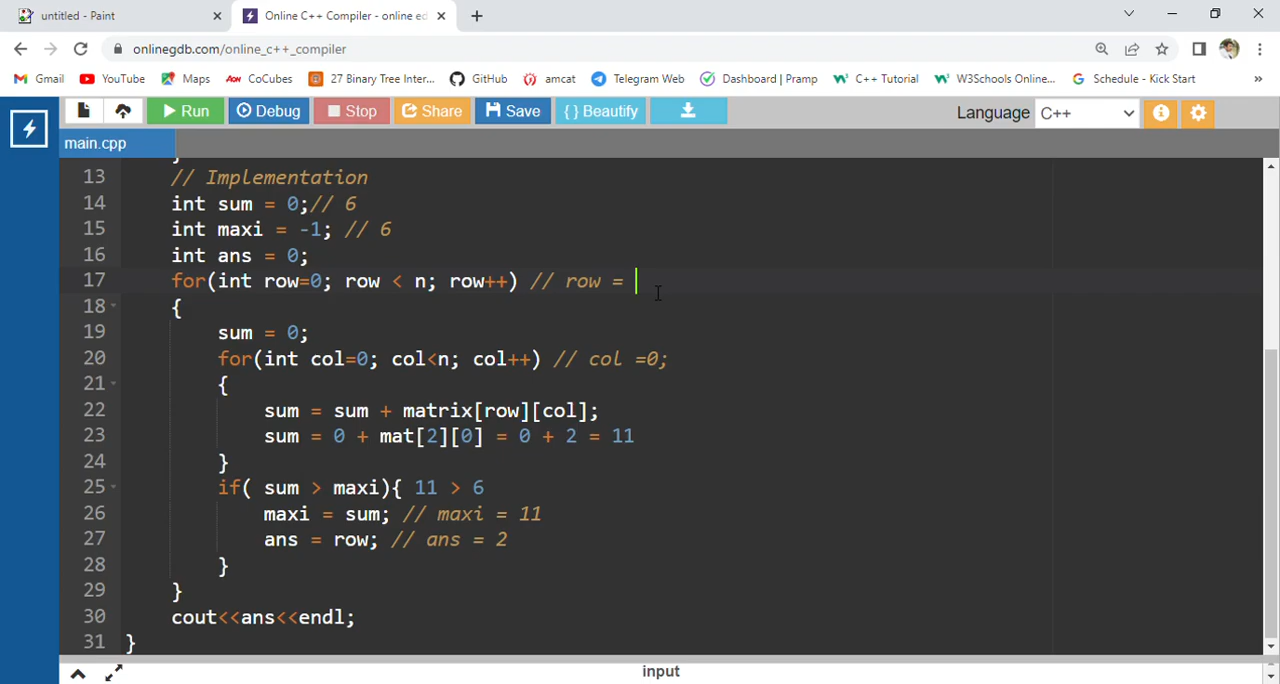 untitled - Paint
Online C++ Compiler - online ed
onlinegdb.com/online_c++_compiler
Gmail YouTube Maps CoCubes 27 Binary Tree Inter... GitHub amcat Telegram Web Dashboard | Pramp C++ Tutorial W3Schools Online... Schedule - Kick Start »
Run Debug Stop Share Save { } Beautify Language C++
main.cpp
13 // Implementation
14 int sum = 0;// 6
15 int maxi = -1; // 6
16 int ans = 0;
17 for(int row=0; row < n; row++) // row =
18 {
19 sum = 0;
20 for(int col=0; col<n; col++) // col =0;
21 {
22 sum = sum + matrix[row][col];
23 sum = 0 + mat[2][0] = 0 + 2 = 11
24 }
25 if( sum > maxi){ 11 > 6
26 maxi = sum; // maxi = 11
27 ans = row; // ans = 2
28 }
29 }
30 cout<<ans<<endl;
31 }
input